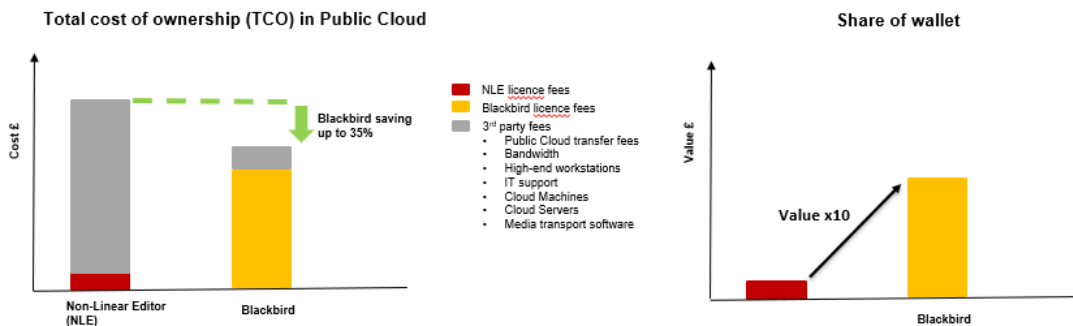 Total cost of ownership (TCO) in Public Cloud
Cost £
Blackbird saving
up to 35%
Non-Linear Editor
(NLE)
Blackbird
NLE licence fees
Blackbird licence fees
3rd party fees
• Public Cloud transfer fees
• Bandwidth
• High-end workstations
• IT support
• Cloud Machines
• Cloud Servers
• Media transport software
Share of wallet
Value £
Value x10
Blackbird